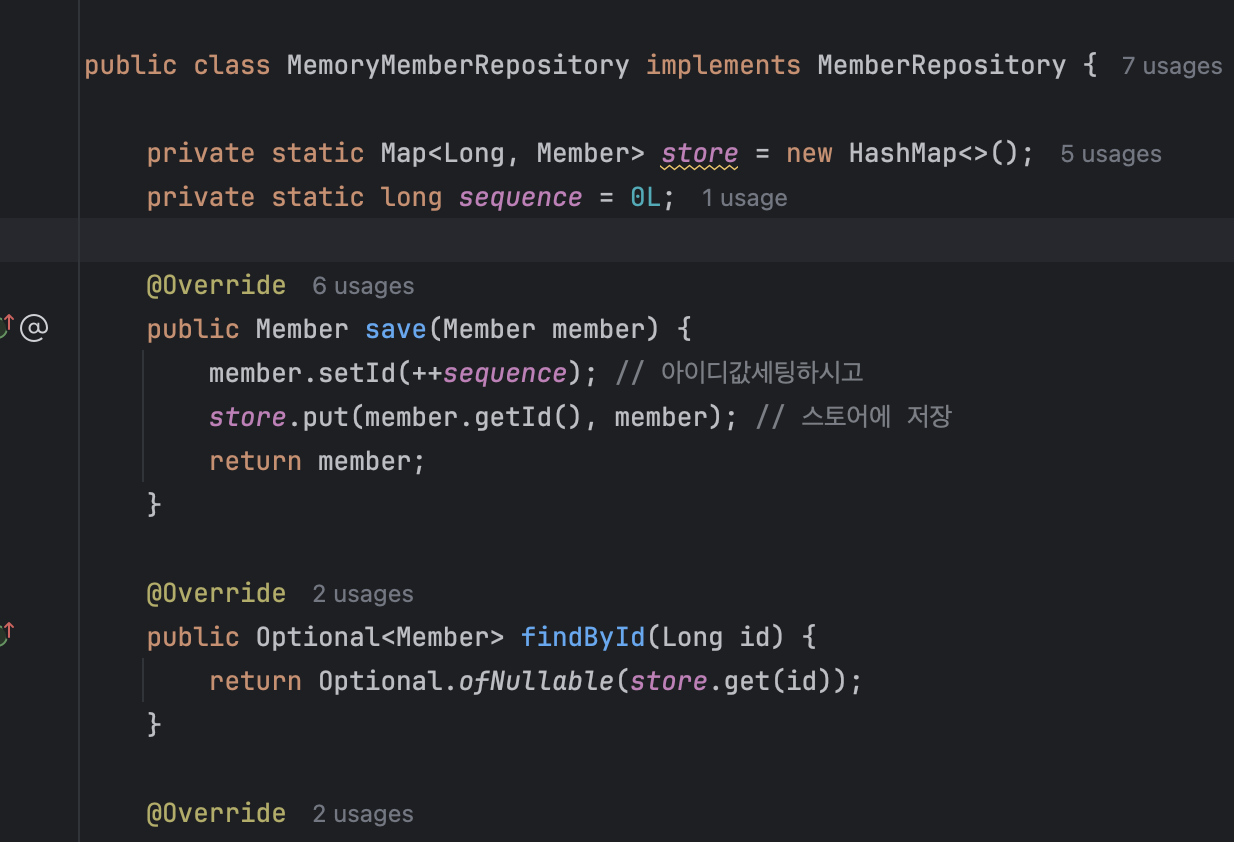 public class MemoryMemberRepository implements MemberRepository { 7 usages
private static Map<Long, Member> store = new HashMap<>(); 5 usages
private static long sequence = 0L; 1 usage
@Override 6 usages
public Member save(Member member) {
member.setId(++sequence); // 아이디값세팅하시고
store.put(member.getId(), member); // 스토어에 저장
return member;
}
@Override 2 usages
public Optional<Member> findById(Long id) {
return Optional.ofNullable(store.get(id));
}
@Override 2 usages